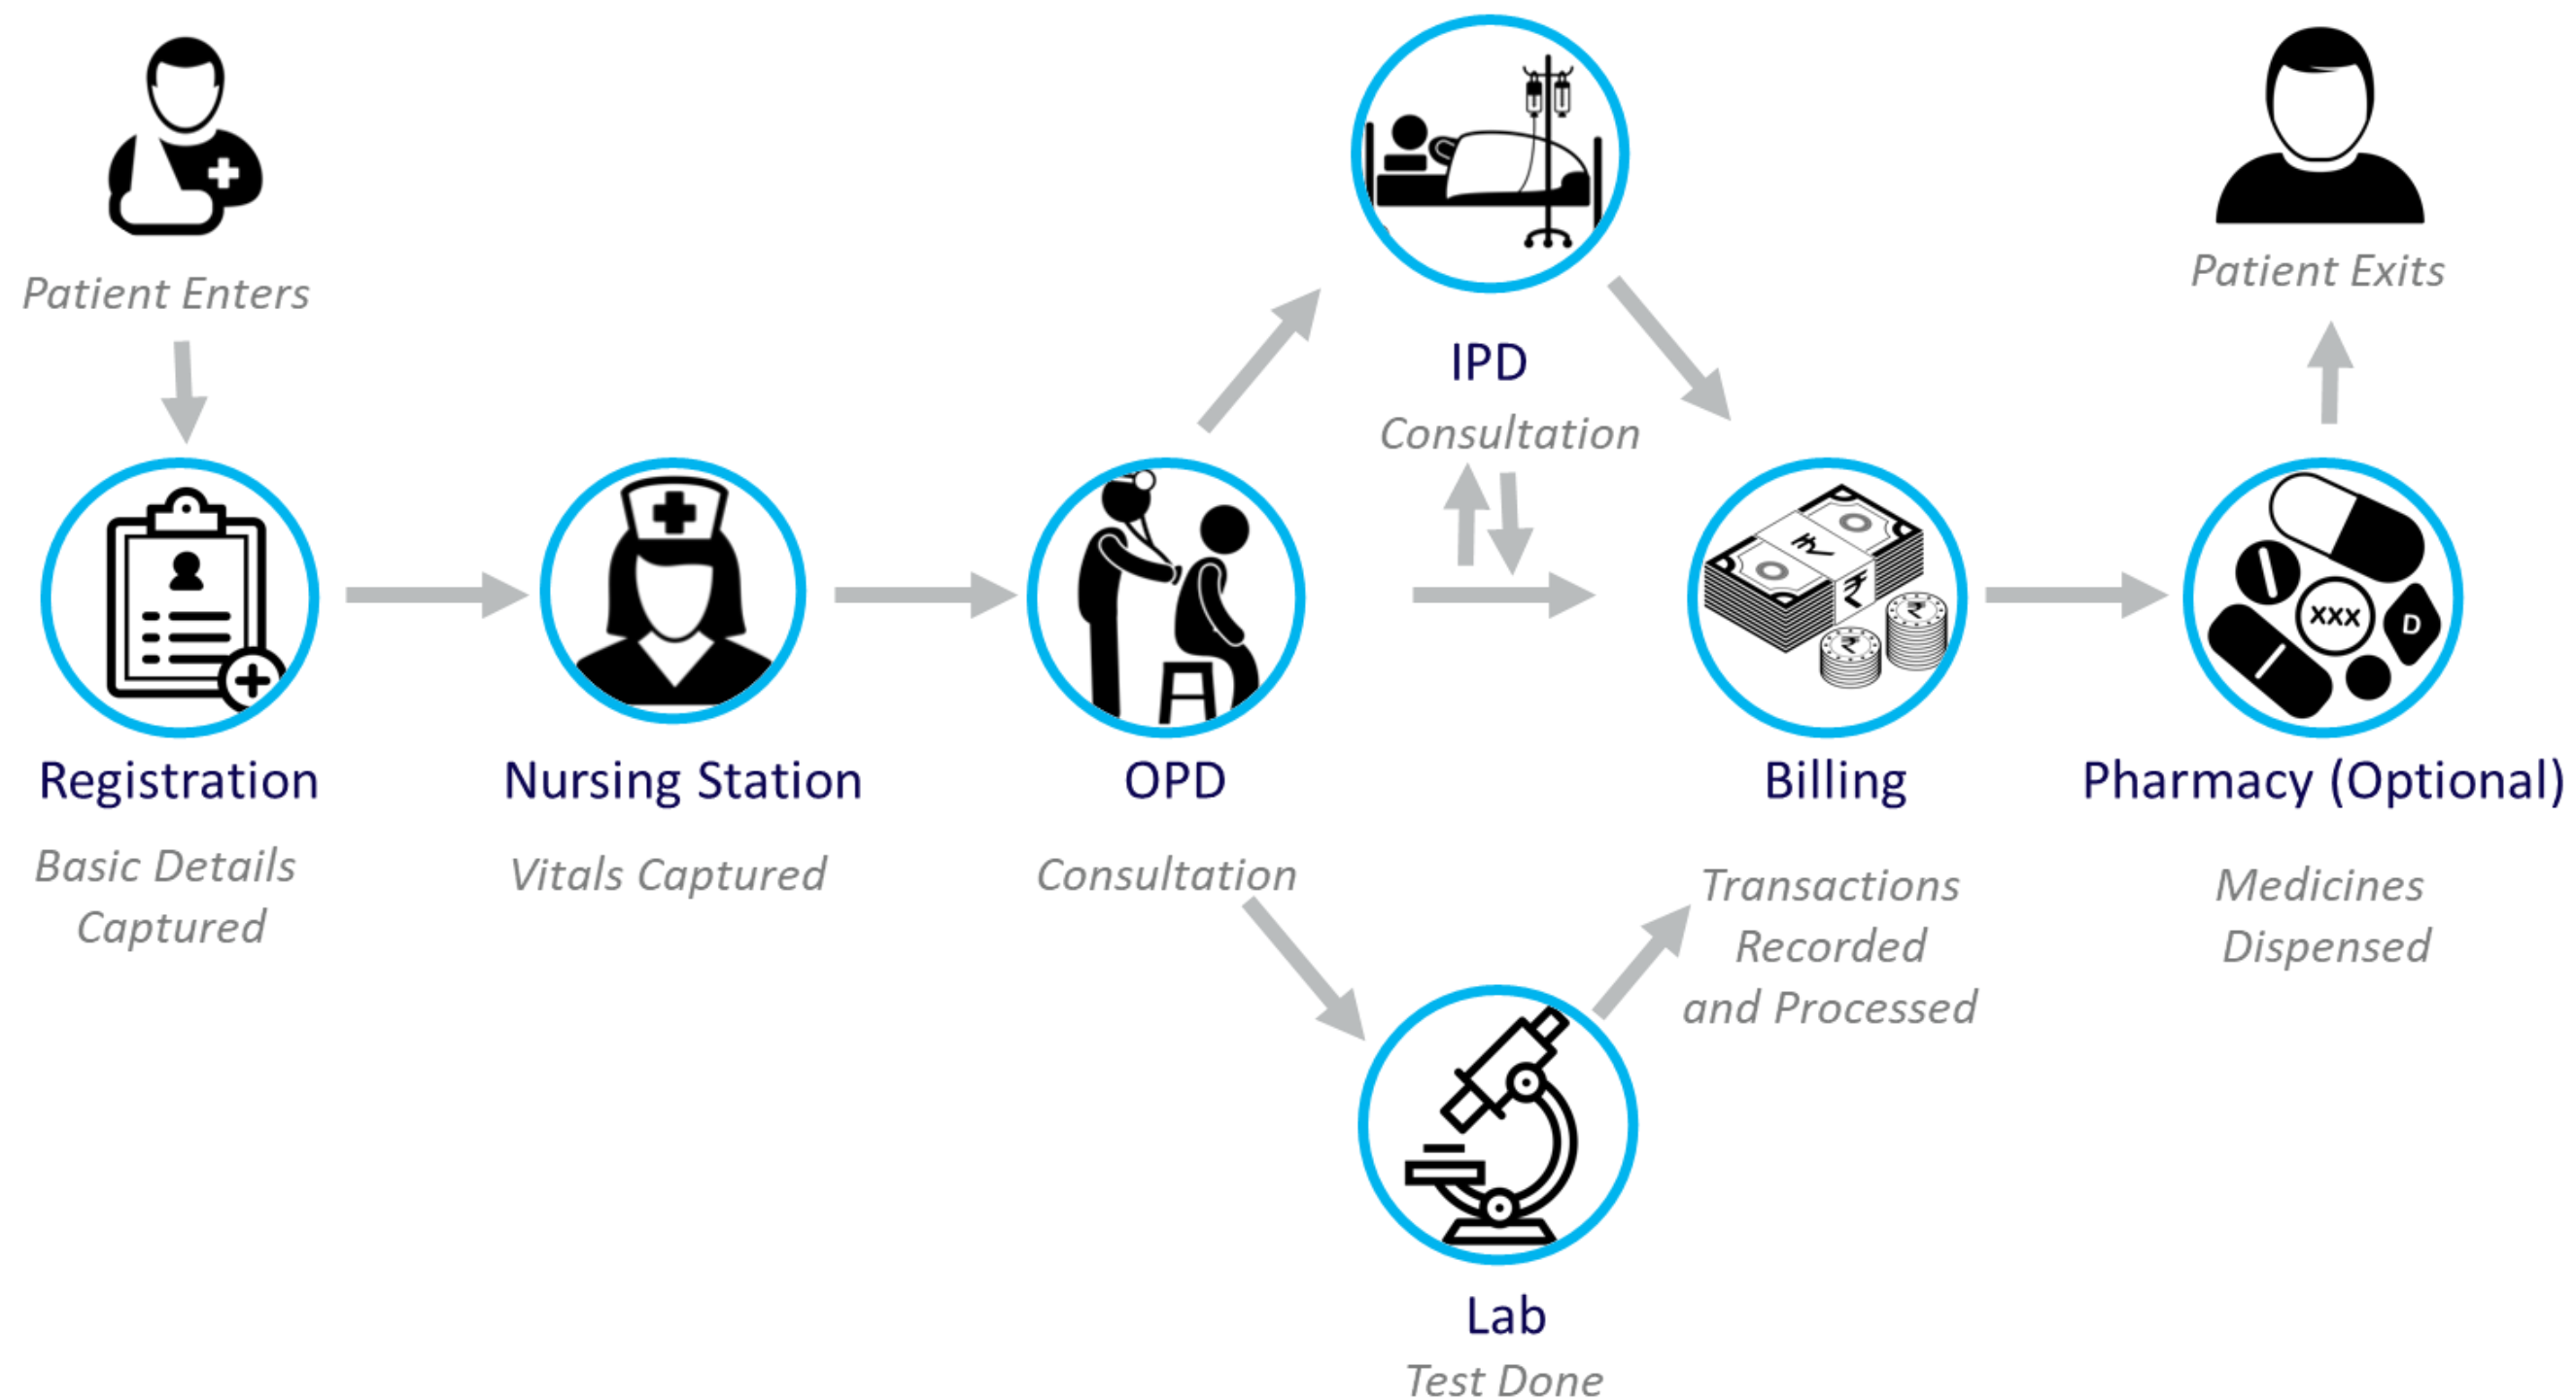 Patient Enters
Patient Exits
IPD
Consultation
XXX
D
Registration
Nursing Station
OPD
Billing
Pharmacy (Optional)
Basic Details
Captured
Vitals Captured
Consultation
Transactions
Recorded
and Processed
Medicines
Dispensed
Lab
Test Done